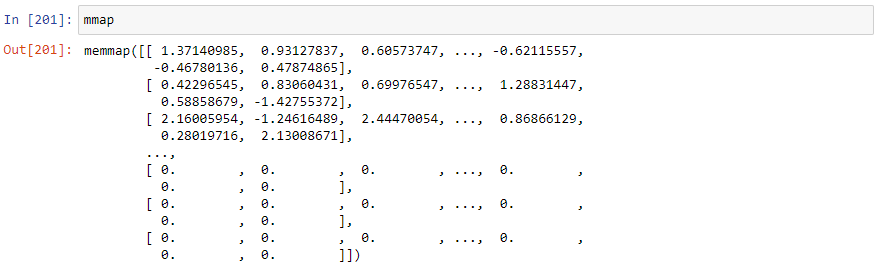 In [201]: mmap
Out[201]: memmap([[ 1.37140985,  0.93127837,  0.60573747, ..., -0.62115557,
         -0.46780136,  0.47874865],
        [ 0.42296545,  0.83060431,  0.69976547, ...,  1.28831447,
          0.58858679, -1.42755372],
        [ 2.16005954, -1.24616489,  2.44470054, ...,  0.86866129,
          0.28019716,  2.13008671],
        ...,
        [ 0.        ,  0.        ,  0.        , ...,  0.        ,
          0.        ,  0.        ],
        [ 0.        ,  0.        ,  0.        , ...,  0.        ,
          0.        ,  0.        ],
        [ 0.        ,  0.        ,  0.        , ...,  0.        ,
          0.        ,  0.        ]])